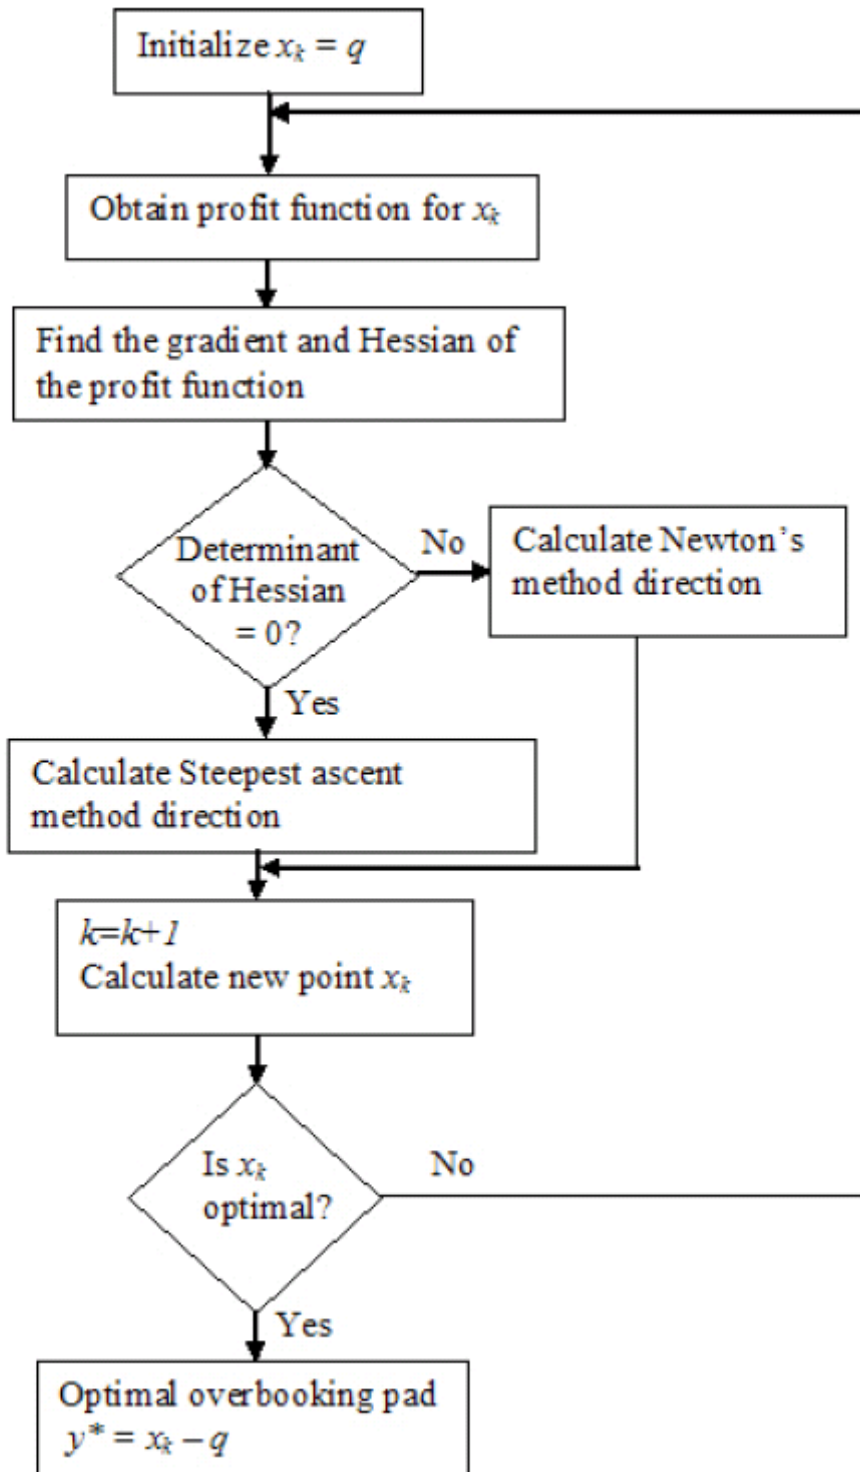 Initialize xₖ = q
Obtain profit function for xₖ
Find the gradient and Hessian of
the profit function
Determinant
of Hessian
= 0?
No
Calculate Newton's
method direction
Yes
Calculate Steepest ascent
method direction
k=k+1
Calculate new point xₖ
Is xₖ
optimal?
No
Yes
Optimal overbooking pad
y* = xₖ – q